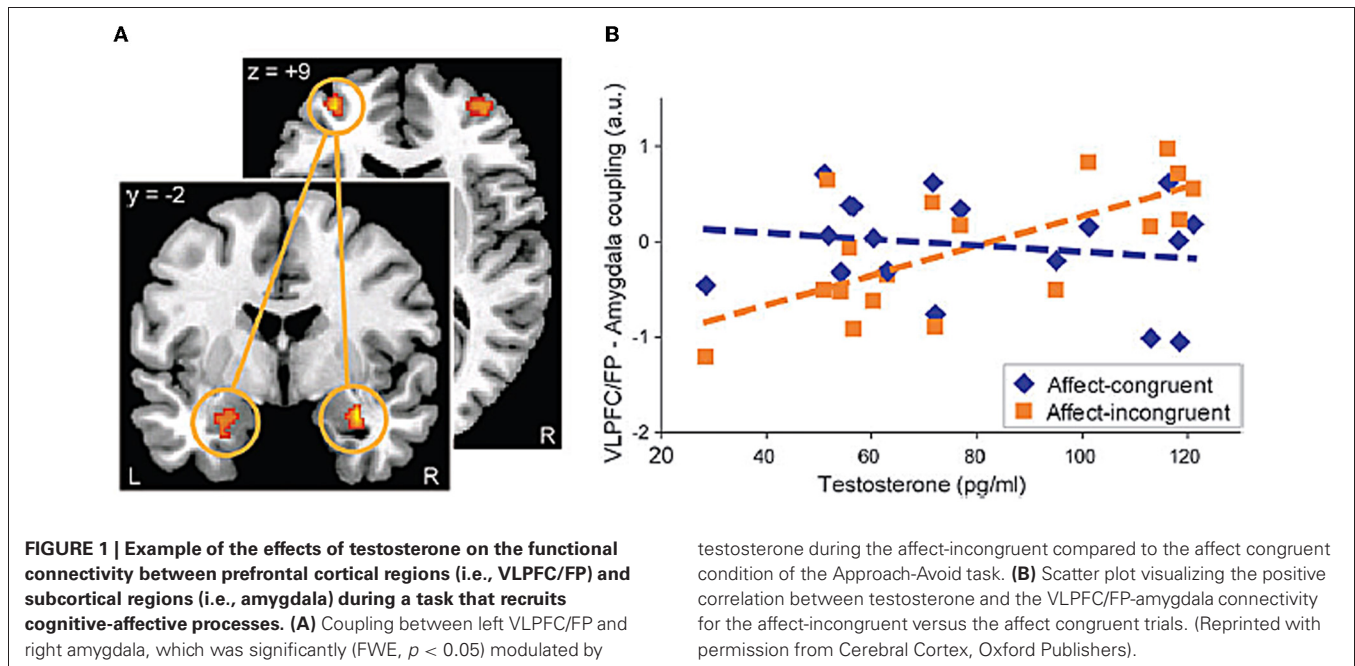 A
B
z = +9
R
y = -2
L
R
VLPFC/FP - Amygdala coupling (a.u.)
1
0
-1
-2
Affect-congruent
Affect-incongruent
20
40
60
80
100
120
Testosterone (pg/ml)
FIGURE 1 | Example of the effects of testosterone on the functional
connectivity between prefrontal cortical regions (i.e., VLPFC/FP) and
subcortical regions (i.e., amygdala) during a task that recruits
cognitive-affective processes. (A) Coupling between left VLPFC/FP and
right amygdala, which was significantly (FWE, p < 0.05) modulated by
testosterone during the affect-incongruent compared to the affect congruent
condition of the Approach-Avoid task. (B) Scatter plot visualizing the positive
correlation between testosterone and the VLPFC/FP-amygdala connectivity
for the affect-incongruent versus the affect congruent trials. (Reprinted with
permission from Cerebral Cortex, Oxford Publishers).